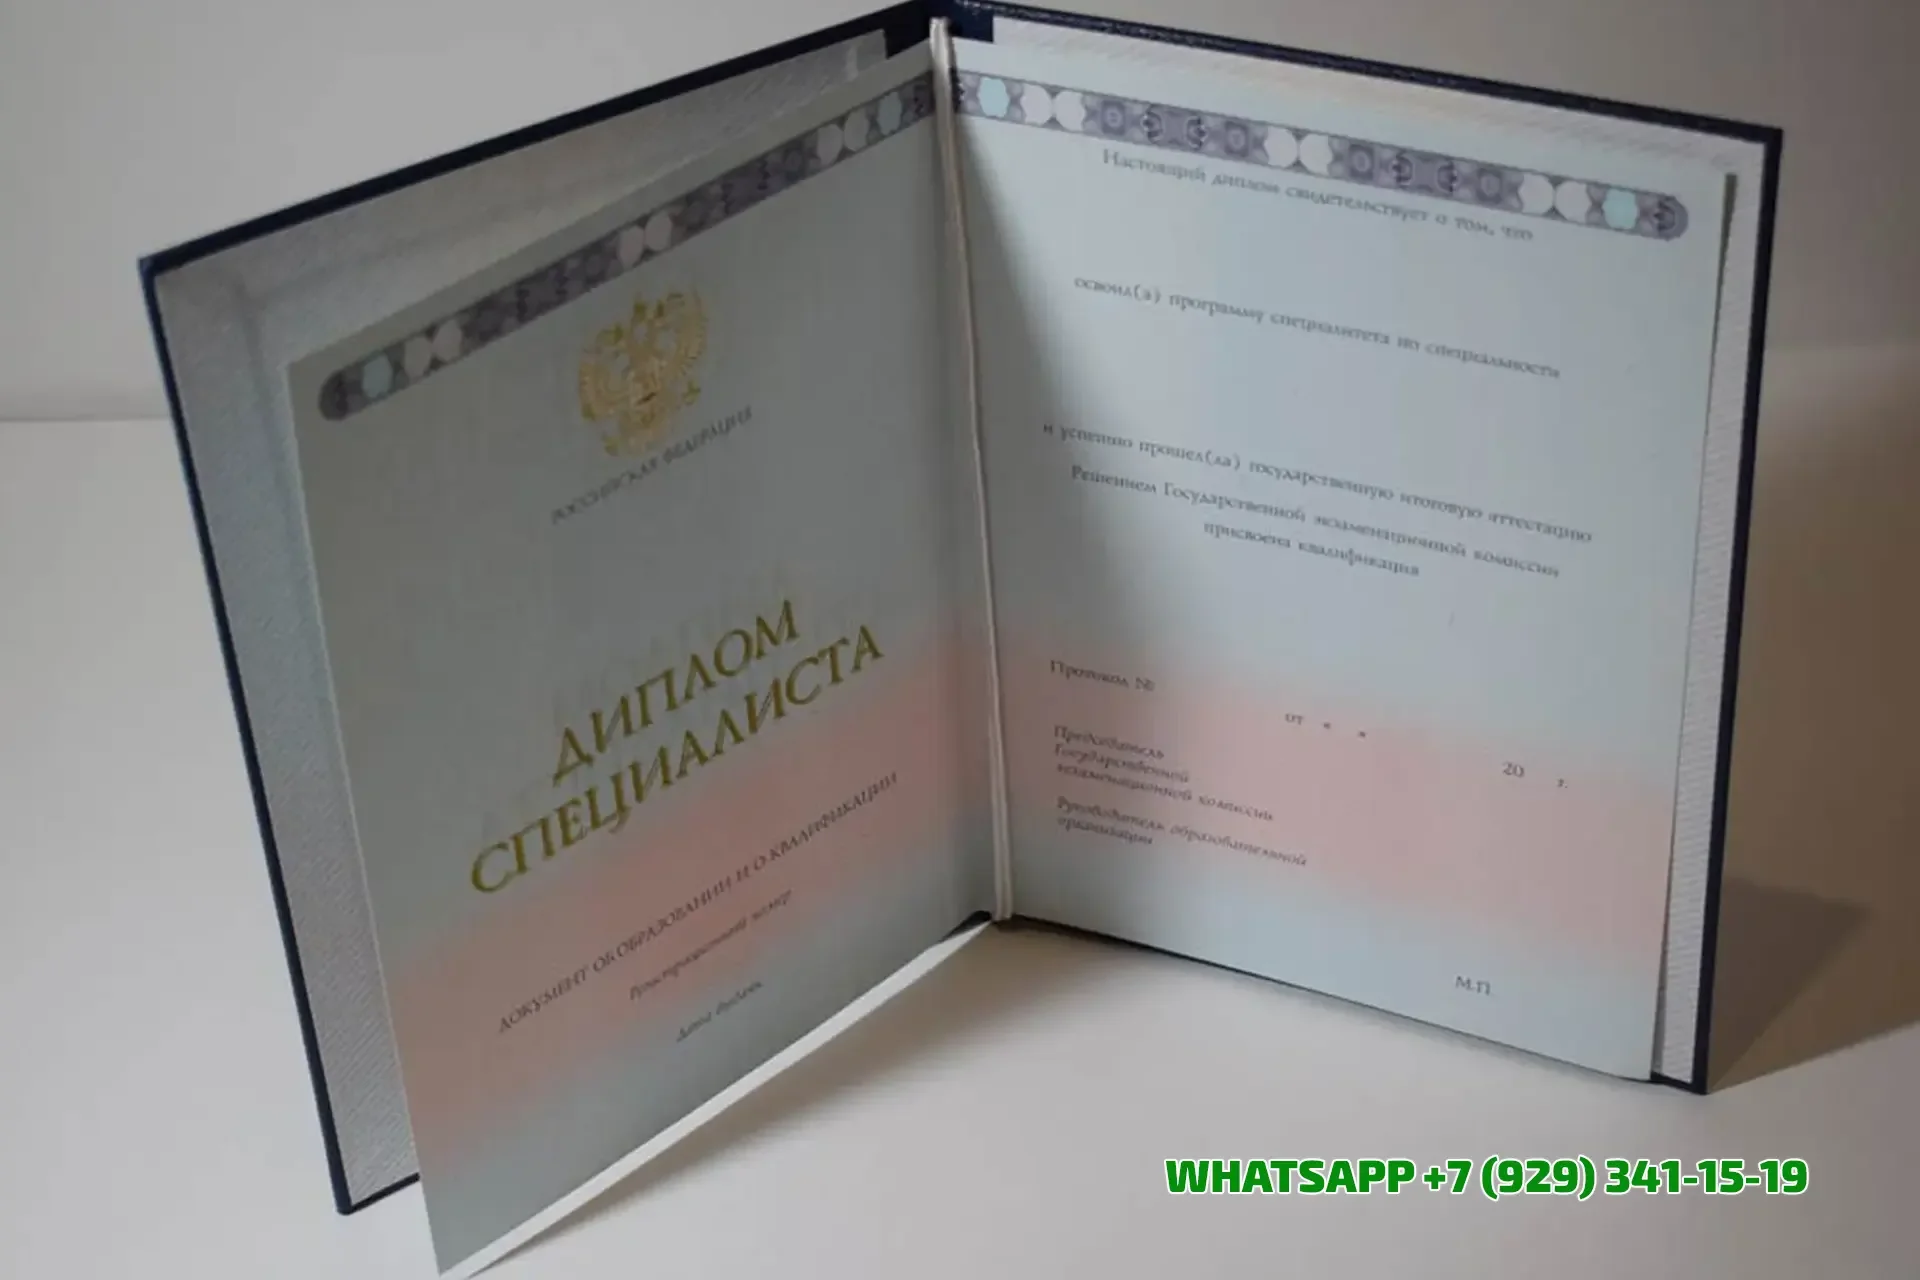 РОССИЙСКАЯ ФЕДЕРАЦИЯ
ДИПЛОМ
СПЕЦИАЛИСТА
ДОКУМЕНТ ОБ ОБРАЗОВАНИИ И О КВАЛИФИКАЦИИ
Регистрационный номер
Дата выдачи
Настоящий диплом свидетельствует о том, что
освоил(а) программу специалитета по специальности
и успешно прошел(ла) государственную итоговую аттестацию
Решением Государственной экзаменационной комиссии
присвоена квалификация
Протокол №
от « »
20 г.
Председатель
Государственной
экзаменационной комиссии
Руководитель образовательной
организации
М.П.
WHATSAPP +7 (929) 341-15-19